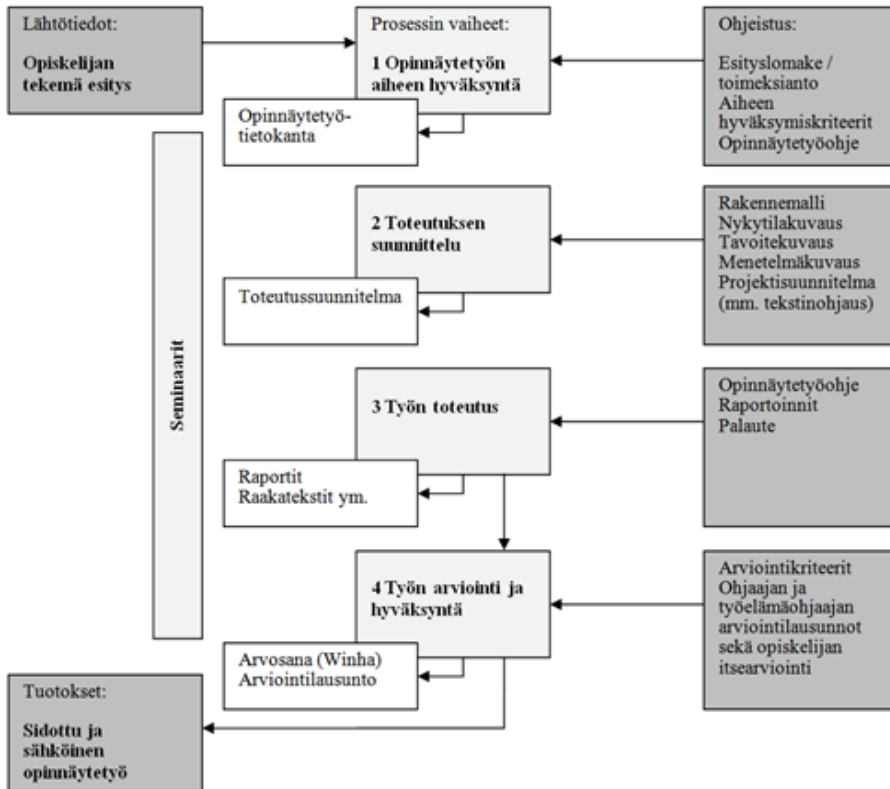 Lähtötiedot:
Opiskelijan
tekemä esitys
Prosessin vaiheet:
1 Opinnäytetyön
aiheen hyväksyntä
Opinnäytetyö-
tietokanta
Ohjeistus:
Esityslomake /
toimeksianto
Aiheen
hyväksymiskriteerit
Opinnäytetyöohje
Seminaarit
2 Toteutuksen
suunnittelu
Toteutussuunnitelma
Rakennemalli
Nykytilakuvaus
Tavoitekuvaus
Menetelmäkuvaus
Projektisuunnitelma
(mm. tekstinohjaus)
3 Työn toteutus
Raportit
Raakatekstit ym.
Opinnäytetyöohje
Raportoinnit
Palaute
4 Työn arviointi ja
hyväksyntä
Arvosana (Winha)
Arviointilausunto
Arviointikriteerit
Ohjaajan ja
työelämäohjaajan
arviointilausunnot
sekä opiskelijan
itsearviointi
Tuotokset:
Sidottu ja
sähköinen
opinnäytetyö